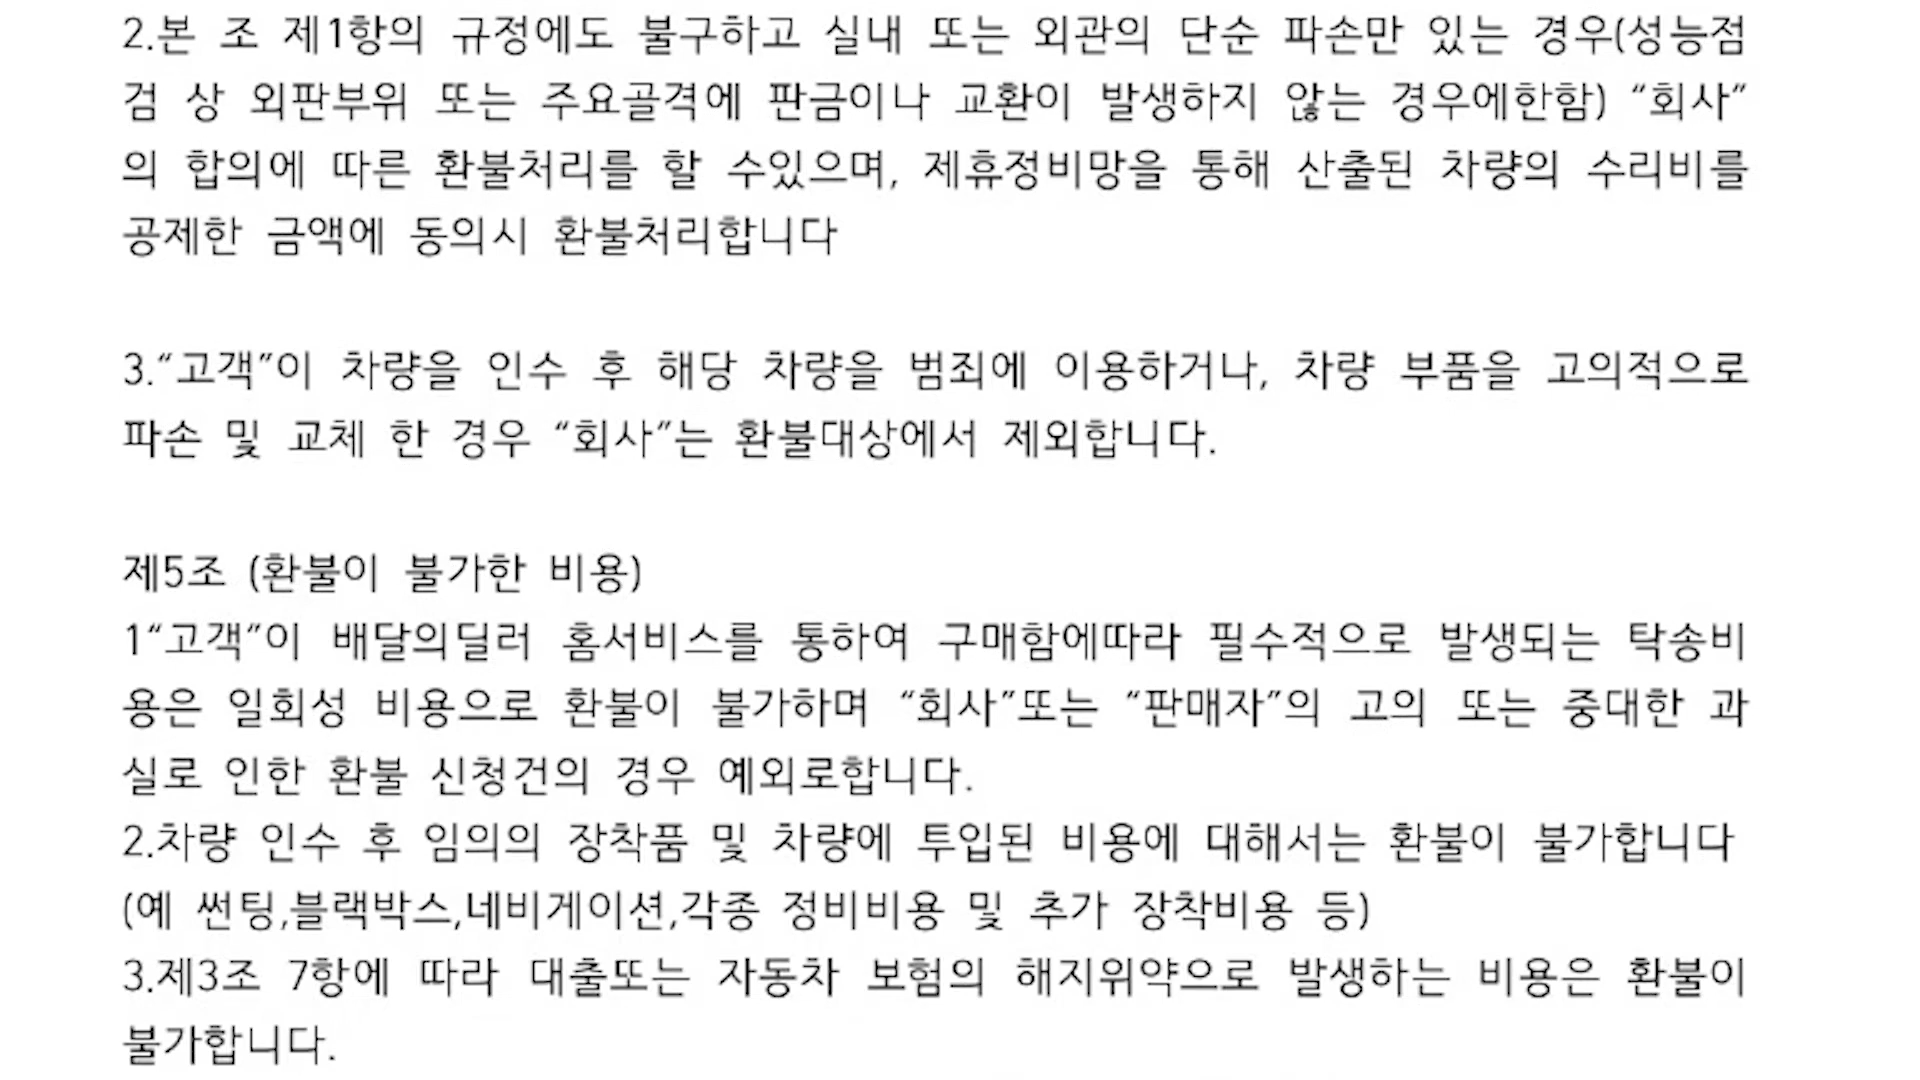 2.본 조 제1항의 규정에도 불구하고 실내 또는 외관의 단순 파손만 있는 경우(성능점
검 상 외판부위 또는 주요골격에 판금이나 교환이 발생하지 않는 경우에한함) “회사”
의 합의에 따른 환불처리를 할 수있으며, 제휴정비망을 통해 산출된 차량의 수리비를
공제한 금액에 동의시 환불처리합니다
3.“고객”이 차량을 인수 후 해당 차량을 범죄에 이용하거나, 차량 부품을 고의적으로
파손 및 교체 한 경우 “회사”는 환불대상에서 제외합니다.
제5조 (환불이 불가한 비용)
1“고객”이 배달의딜러 홈서비스를 통하여 구매함에따라 필수적으로 발생되는 탁송비
용은 일회성 비용으로 환불이 불가하며 “회사”또는 “판매자”의 고의 또는 중대한 과
실로 인한 환불 신청건의 경우 예외로합니다.
2.차량 인수 후 임의의 장착품 및 차량에 투입된 비용에 대해서는 환불이 불가합니다
(예 썬팅,블랙박스,네비게이션,각종 정비비용 및 추가 장착비용 등)
3.제3조 7항에 따라 대출또는 자동차 보험의 해지위약으로 발생하는 비용은 환불이
불가합니다.